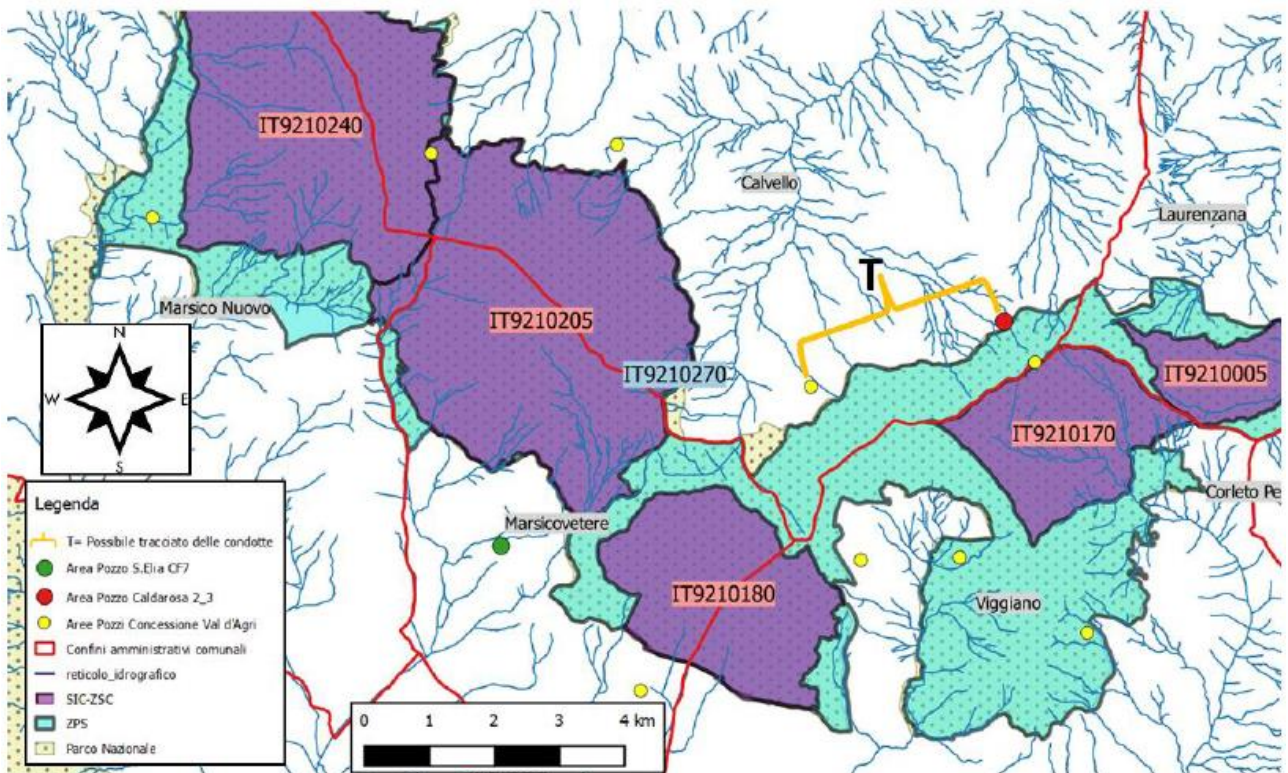 IT9210240
Calvello
Laurenzana
T
Marsico Nuovo
IT9210205
IT9210270
IT9210005
IT9210170
N
W E
S
Corleto Pe
Marsicovetere
IT9210180
Viggiano
Legenda
T= Possibile tracciato delle condotte
Area Pozzo S.Elia CF7
Area Pozzo Caldarosa 2_3
Aree Pozzi Concessione Val d'Agri
Confini amministrativi comunali
reticolo_idrografico
SIC-ZSC
ZPS
Parco Nazionale
0 1 2 3 4 km